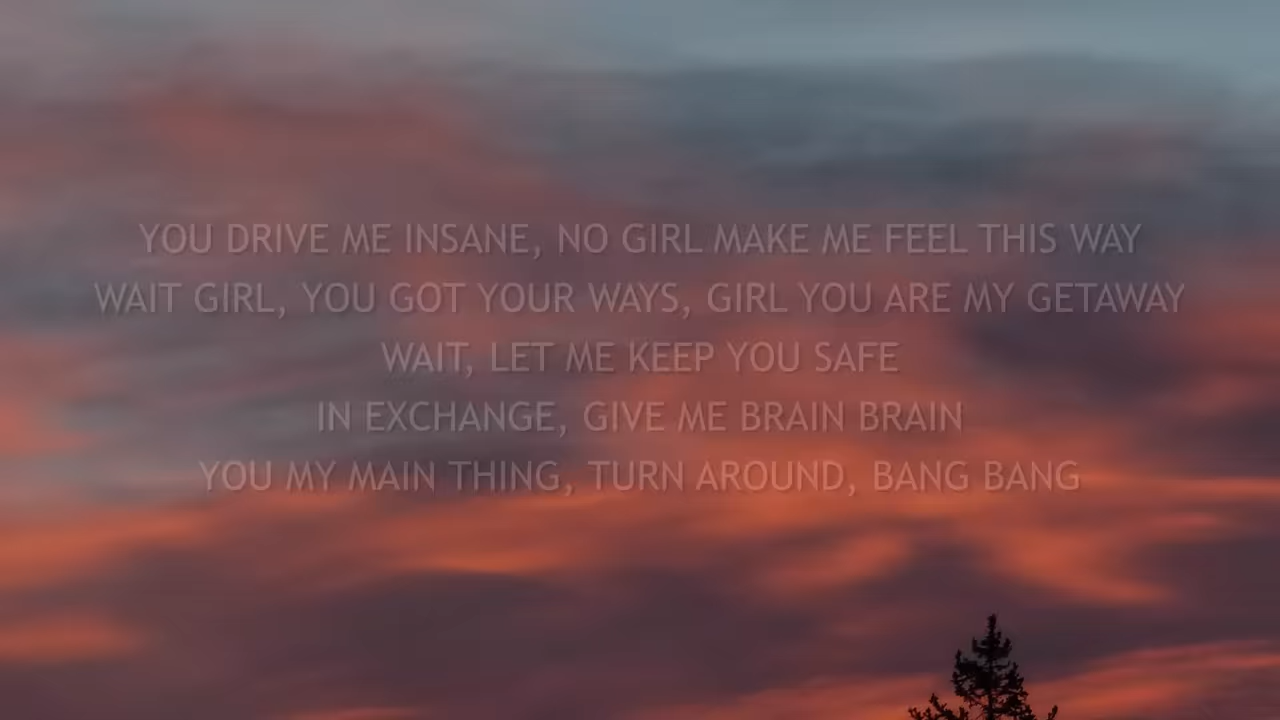 YOU DRIVE ME INSANE, NO GIRL MAKE ME FEEL THIS WAY
WAIT GIRL, YOU GOT YOUR WAYS, GIRL YOU ARE MY GETAWAY
WAIT, LET ME KEEP YOU SAFE
IN EXCHANGE, GIVE ME BRAIN BRAIN
YOU MY MAIN THING, TURN AROUND, BANG BANG